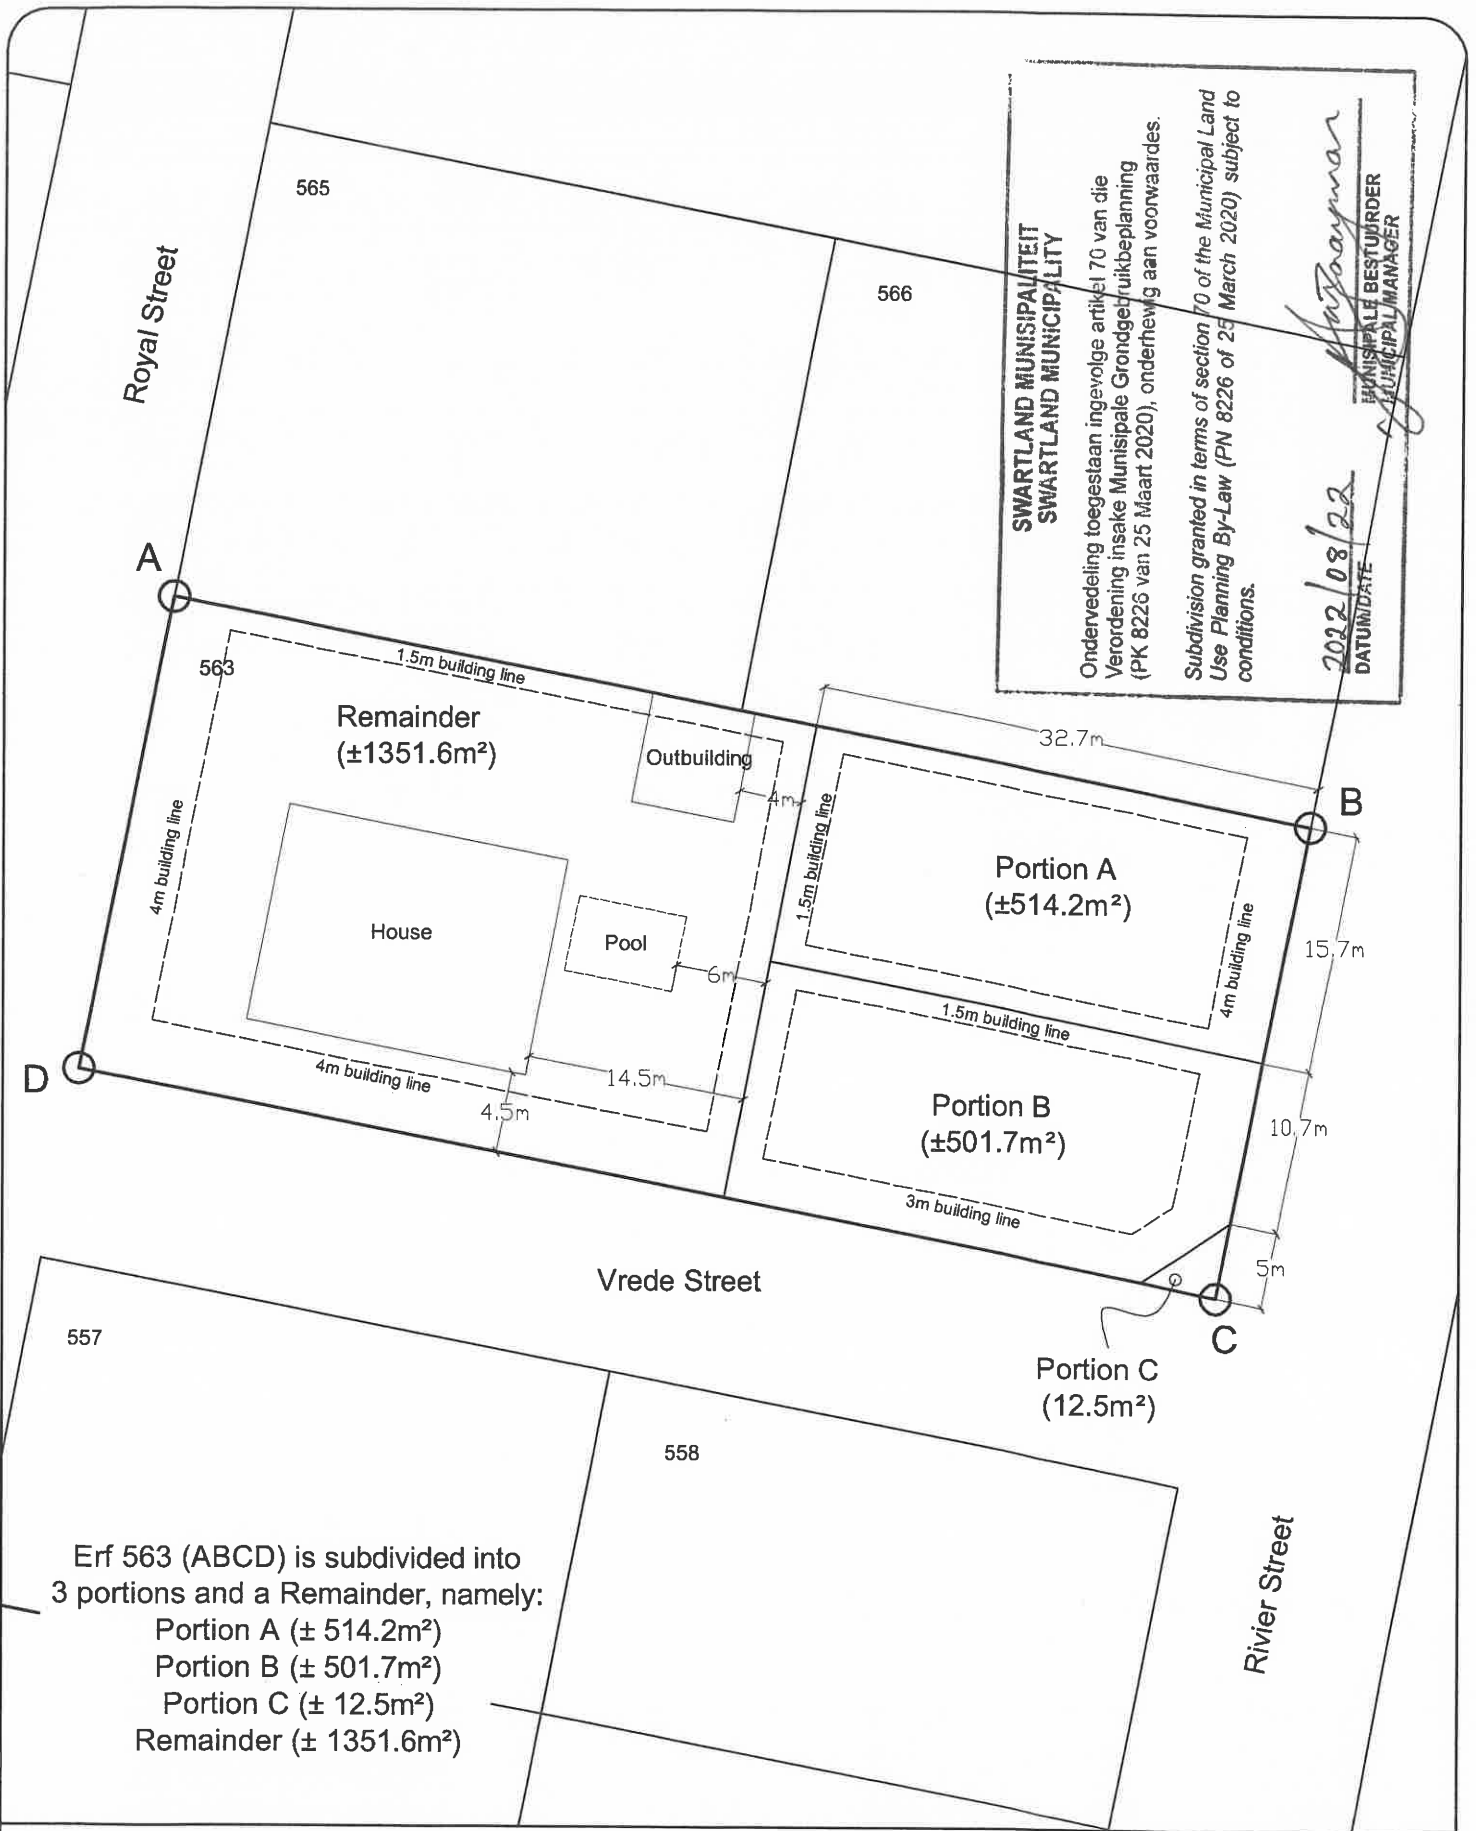 SWARTLAND MUNISIPALITEIT
SWARTLAND MUNICIPALITY
Ondervedeling toegestaan ingevolge artikel 70 van die
Verordening insake Munisipale Grondgebruikbeplanning
(PK 8226 van 25 Maart 2020), onderhewig aan voorwaardes.
Subdivision granted in terms of section 70 of the Municipal Land
Use Planning By-Law (PN 8226 of 25 March 2020) subject to
conditions.
2022/08/22
DATUM/DATE
MUNISIPALE BESTUURDER
MUNICIPAL MANAGER
565
566
Royal Street
A
563
1.5m building line
Remainder
(±1351.6m²)
Outbuilding
4m
32.7m
B
4m building line
House
Pool
6m
1.5m building line
Portion A
(±514.2m²)
4m building line
15.7m
1.5m building line
D
4m building line
14.5m
4.5m
Portion B
(±501.7m²)
10.7m
3m building line
5m
C
Vrede Street
Portion C
(12.5m²)
557
558
Rivier Street
Erf 563 (ABCD) is subdivided into
3 portions and a Remainder, namely:
Portion A (± 514.2m²)
Portion B (± 501.7m²)
Portion C (± 12.5m²)
Remainder (± 1351.6m²)